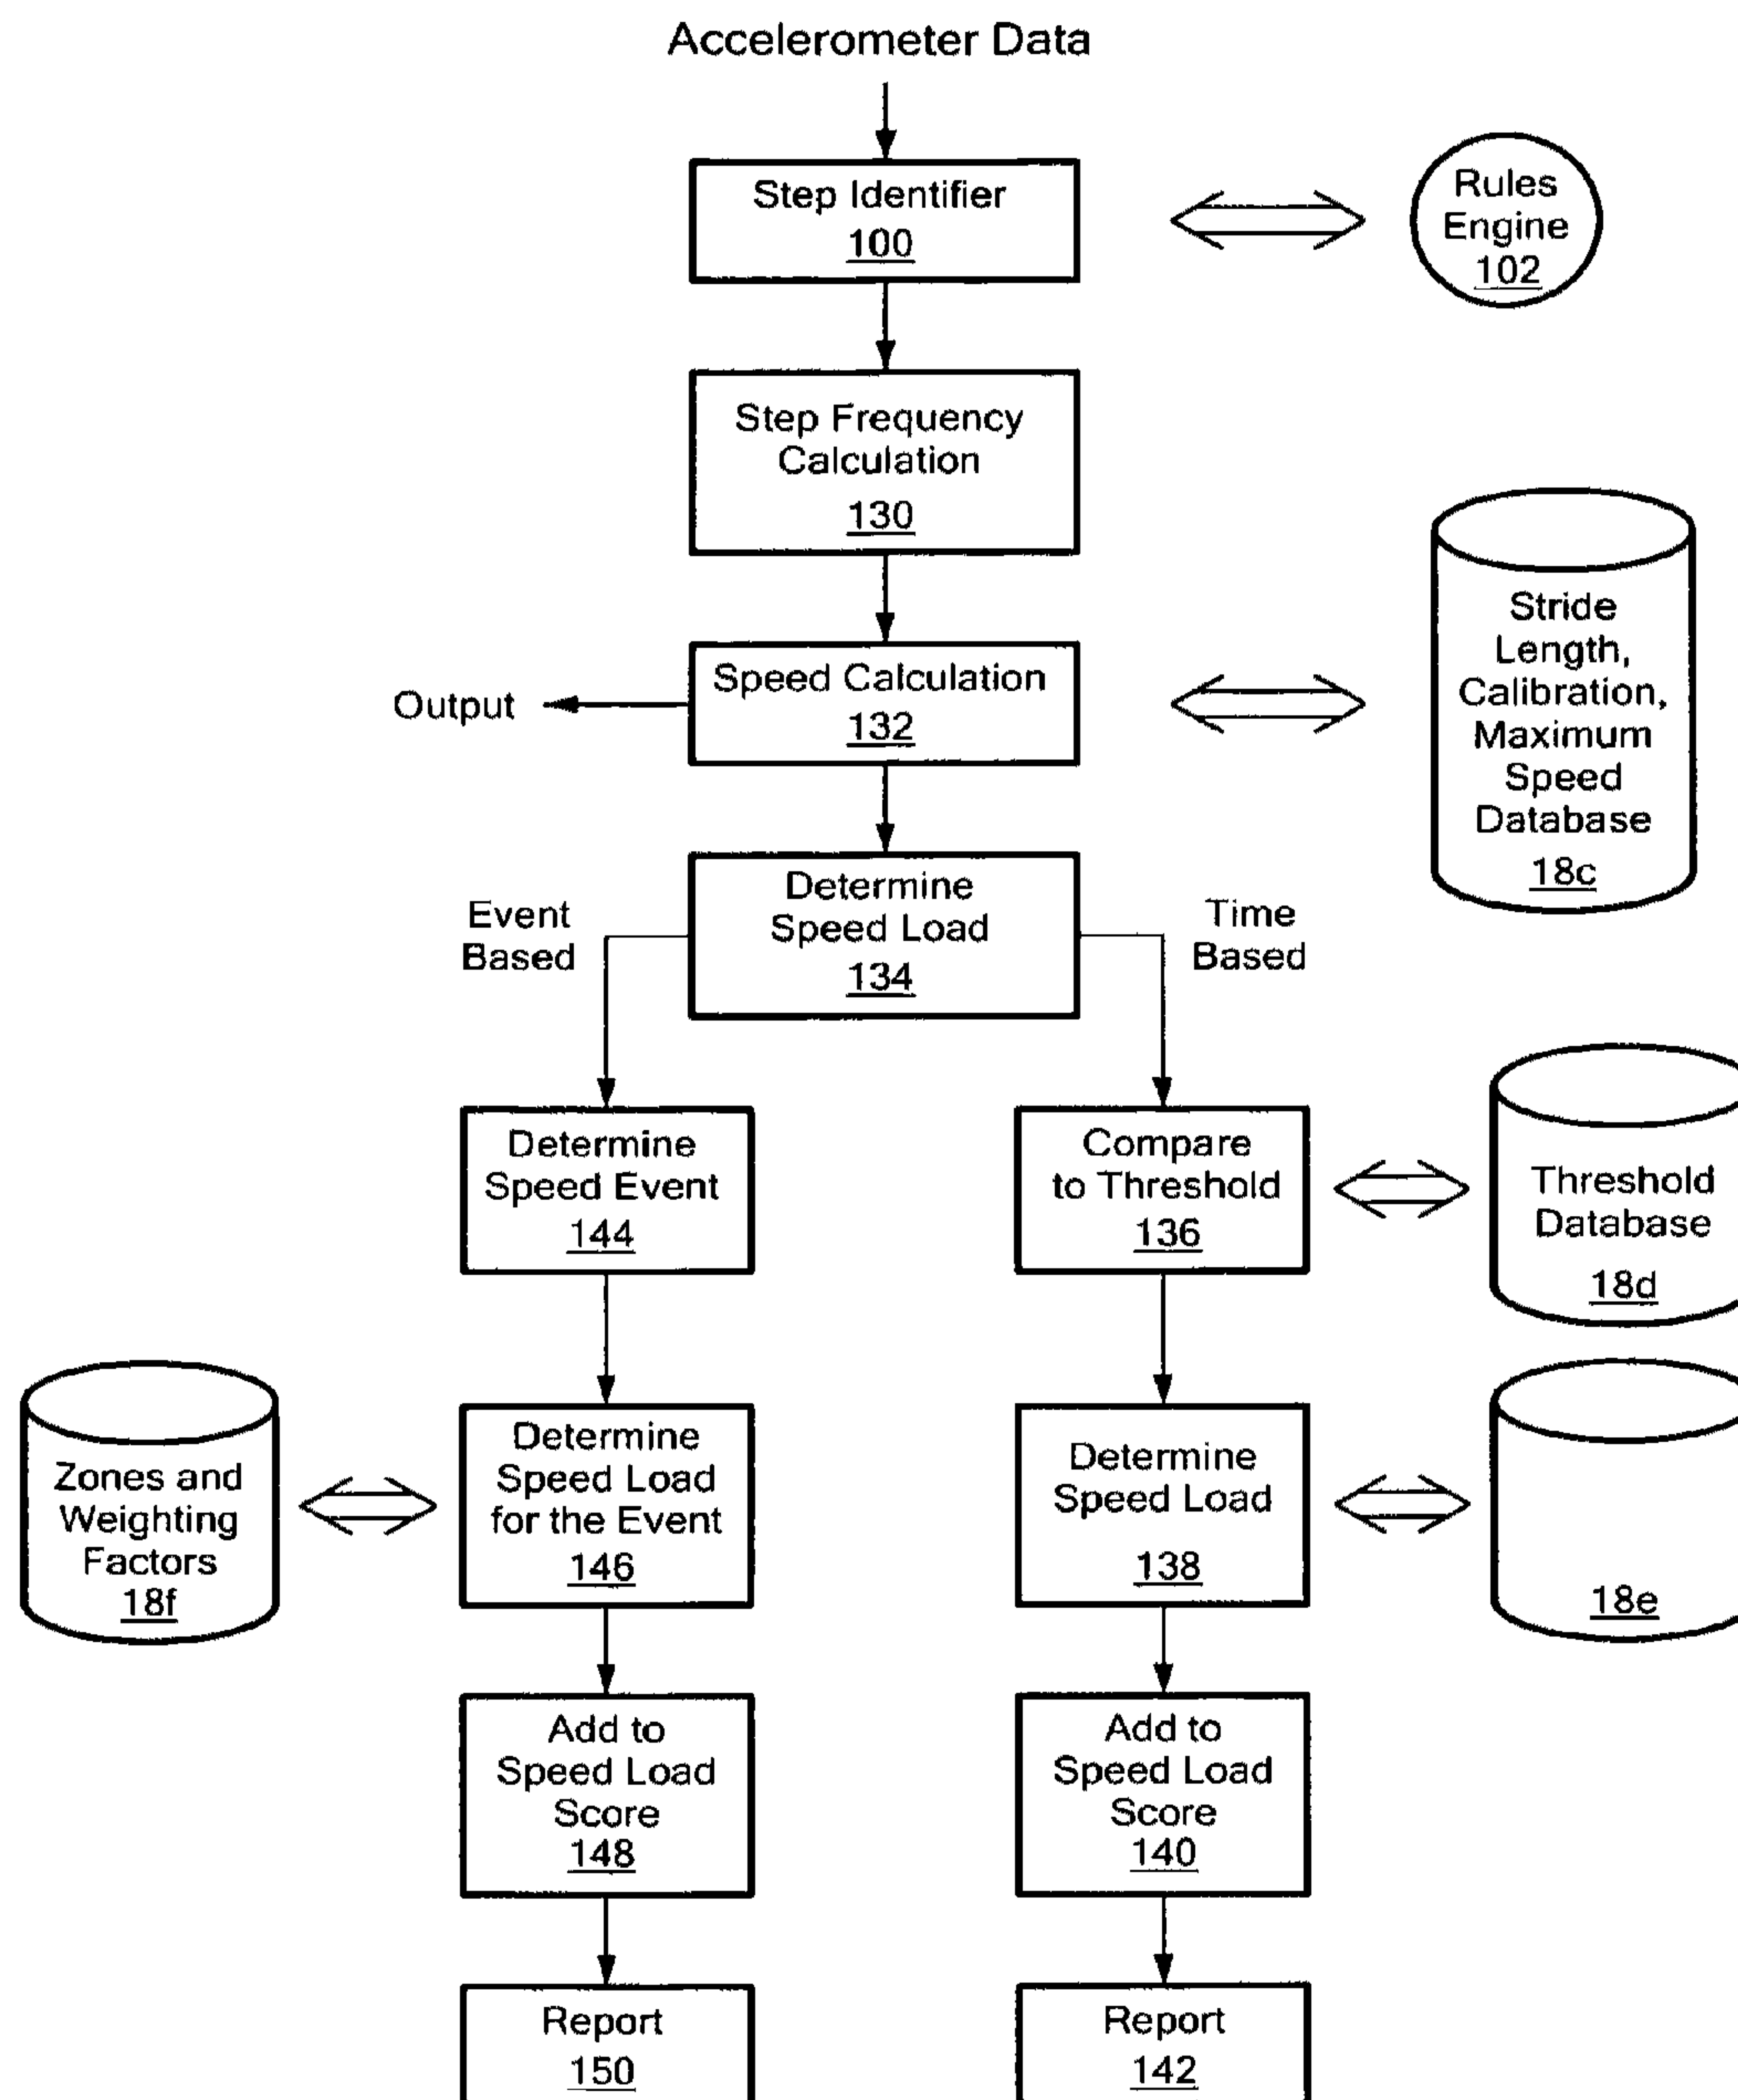 Accelerometer Data
Step Identifier
100
Rules
Engine
102
Step Frequency
Calculation
130
Stride
Length,
Calibration,
Maximum
Speed
Database
18c
Speed Calculation
132
Output
Determine
Speed Load
134
Event
Based
Time
Based
Determine
Speed Event
144
Compare
to Threshold
136
Threshold
Database
18d
Zones and
Weighting
Factors
18f
Determine
Speed Load
for the Event
146
Determine
Speed Load
138
18e
Add to
Speed Load
Score
148
Add to
Speed Load
Score
140
Report
150
Report
142